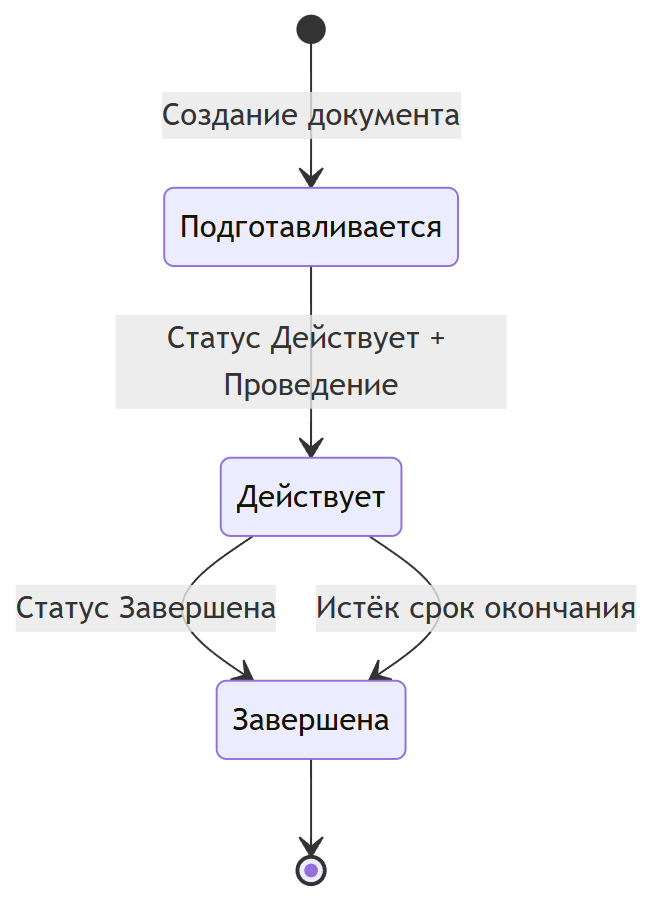 Создание документа
Подготавливается
Статус Действует +
Проведение
Действует
Статус Завершена
Истёк срок окончания
Завершена